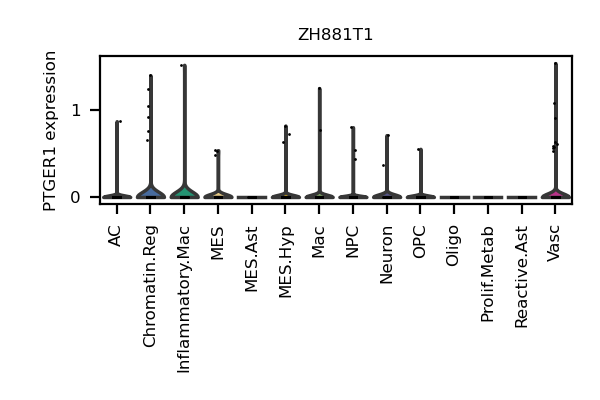 ZH881T1
PTGER1 expression
1
0
AC
Chromatin.Reg
Inflammatory.Mac
MES
MES.Ast
MES.Hyp
Mac
NPC
Neuron
OPC
Oligo
Prolif.Metab
Reactive.Ast
Vasc